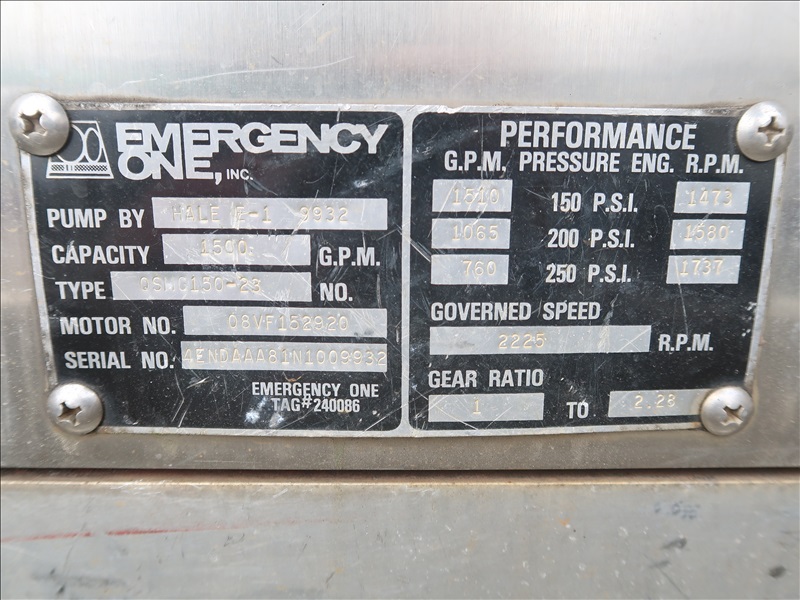 EMERGENCY
ONE, INC.
PUMP BY HALE E-1 9932
CAPACITY 1500 G.P.M.
TYPE QSMG150-23 NO.
MOTOR NO. 08VF152920
SERIAL NO. 4ENDAAA81N1009932
EMERGENCY ONE
TAG# 240086
PERFORMANCE
G.P.M. PRESSURE ENG. R.P.M.
1510 150 P.S.I. 1473
1065 200 P.S.I. 1580
760 250 P.S.I. 1737
GOVERNED SPEED
2225 R.P.M.
GEAR RATIO
1 TO 2.28